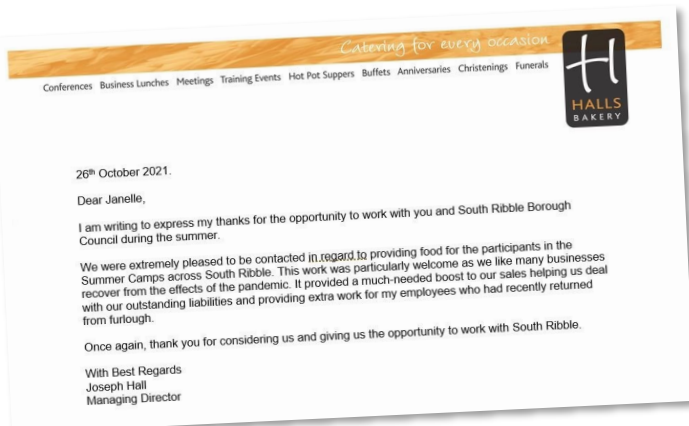 Catering for every occasion
Conferences Business Lunches Meetings Training Events Hot Pot Suppers Buffets Anniversaries Christenings Funerals
H
HALLS
BAKERY
26th October 2021.
Dear Janelle,
I am writing to express my thanks for the opportunity to work with you and South Ribble Borough
Council during the summer.
We were extremely pleased to be contacted in regard to providing food for the participants in the
Summer Camps across South Ribble. This work was particularly welcome as we like many businesses
recover from the effects of the pandemic. It provided a much-needed boost to our sales helping us deal
with our outstanding liabilities and providing extra work for my employees who had recently returned
from furlough.
Once again, thank you for considering us and giving us the opportunity to work with South Ribble.
With Best Regards
Joseph Hall
Managing Director